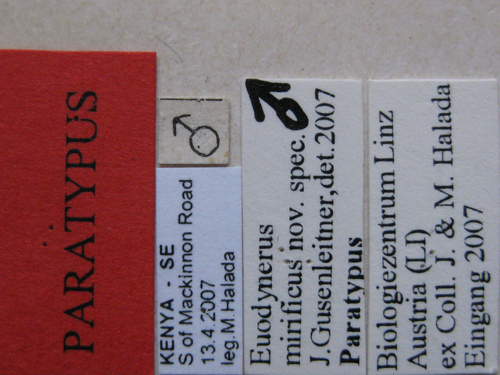 PARATYPUS
♂
KENYA - SE
S of Mackinnon Road
13.4.2007
leg.M.Halada
♂
Euodynerus
mirificus nov. spec.
J.Gusenleitner,det.2007
Paratypus
Biologiezentrum Linz
Austria (LI)
ex Coll. J. & M. Halada
Eingang 2007